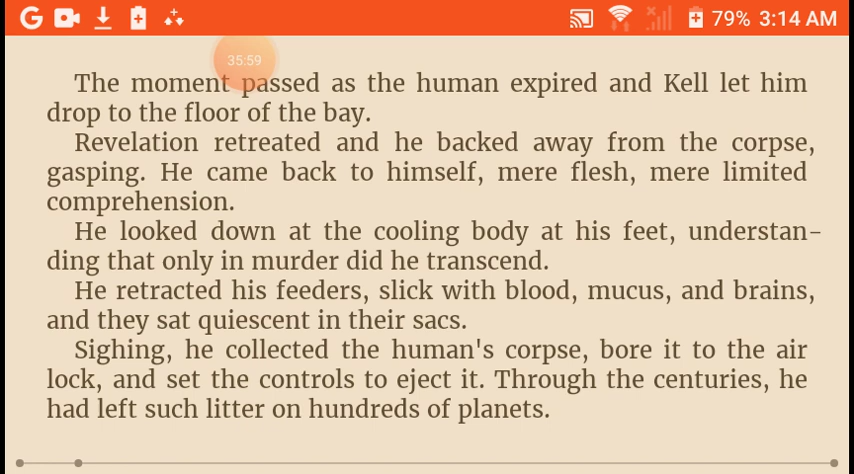 79% 3:14 AM
35:59
The moment passed as the human expired and Kell let him
drop to the floor of the bay.
Revelation retreated and he backed away from the corpse,
gasping. He came back to himself, mere flesh, mere limited
comprehension.
He looked down at the cooling body at his feet, understan-
ding that only in murder did he transcend.
He retracted his feeders, slick with blood, mucus, and brains,
and they sat quiescent in their sacs.
Sighing, he collected the human's corpse, bore it to the air
lock, and set the controls to eject it. Through the centuries, he
had left such litter on hundreds of planets.